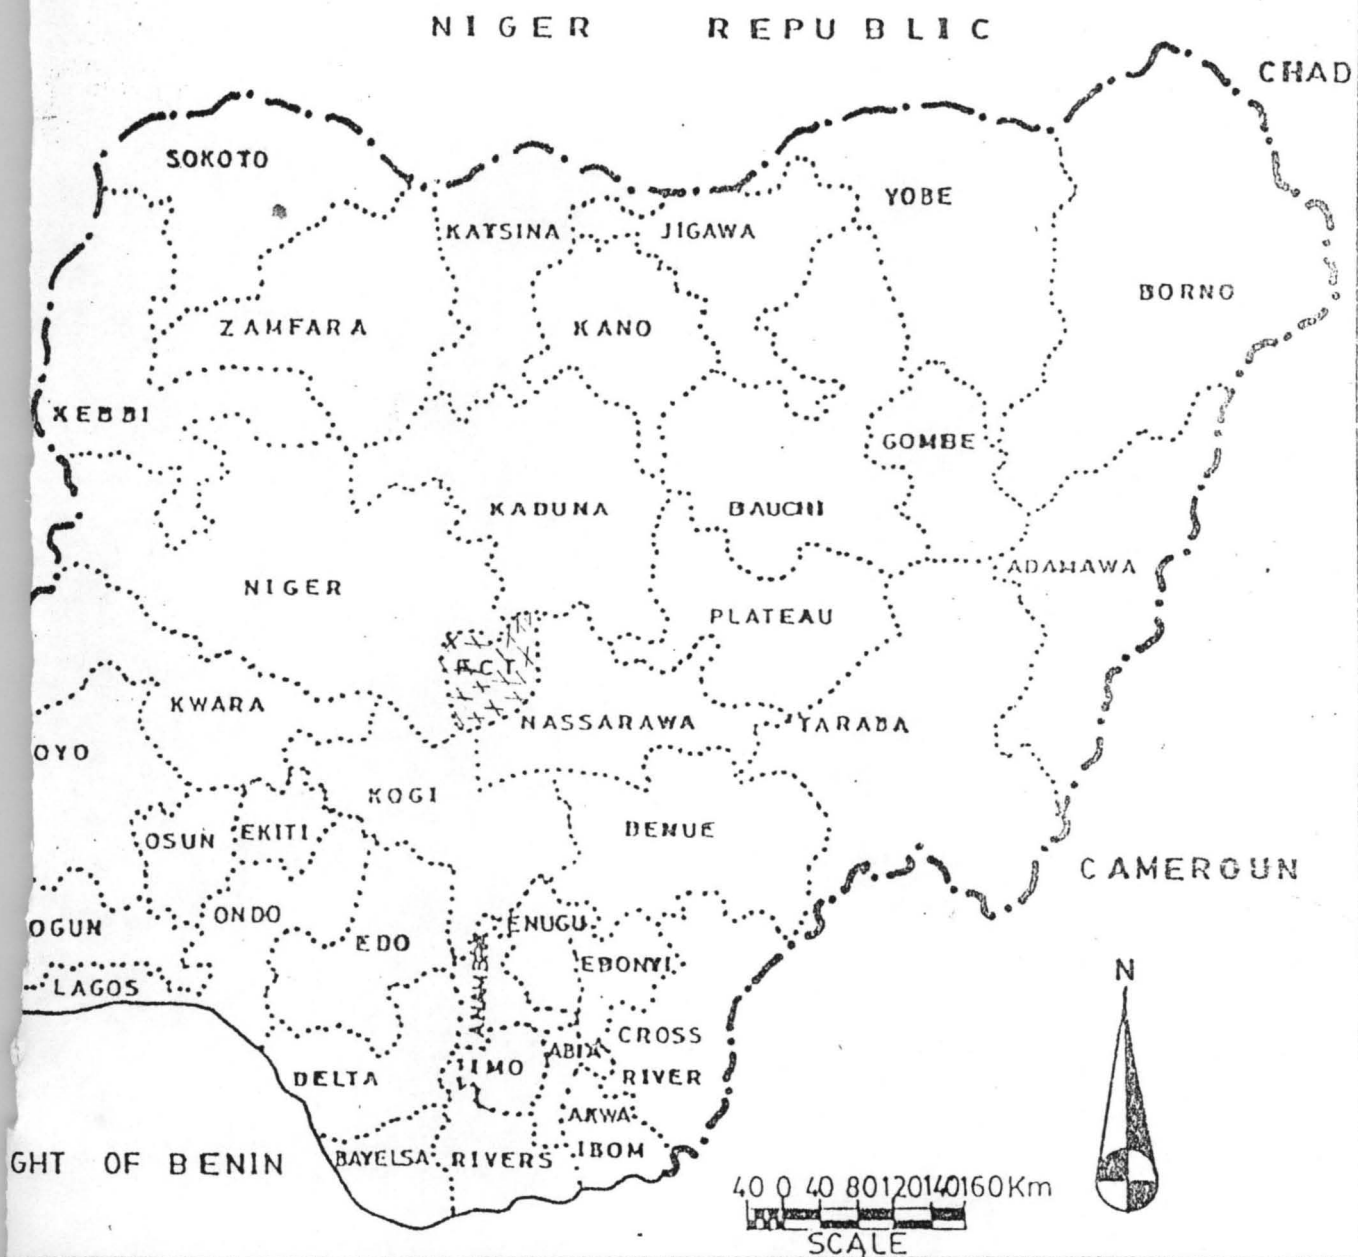 NIGER REPUBLIC
CHAD
SOKOTO
YOBE
KATSINA
JIGAWA
BORNO
ZAMFARA
KANO
KEBBI
GOMBE
KADUNA
BAUCHI
ADAMAWA
NIGER
PLATEAU
F.C.T.
KWARA
NASSARAWA
TARABA
OYO
KOGI
OSUN
EKITI
BENUE
CAMEROUN
ONDO
ENUGU
OGUN
EDO
EBONYI
ANAMBRA
N
LAGOS
CROSS
RIVER
ABIA
IMO
DELTA
AKWA
IBOM
GHT OF BENIN
BAYELSA
RIVERS
40 0 40 80 120 140 160 Km
SCALE